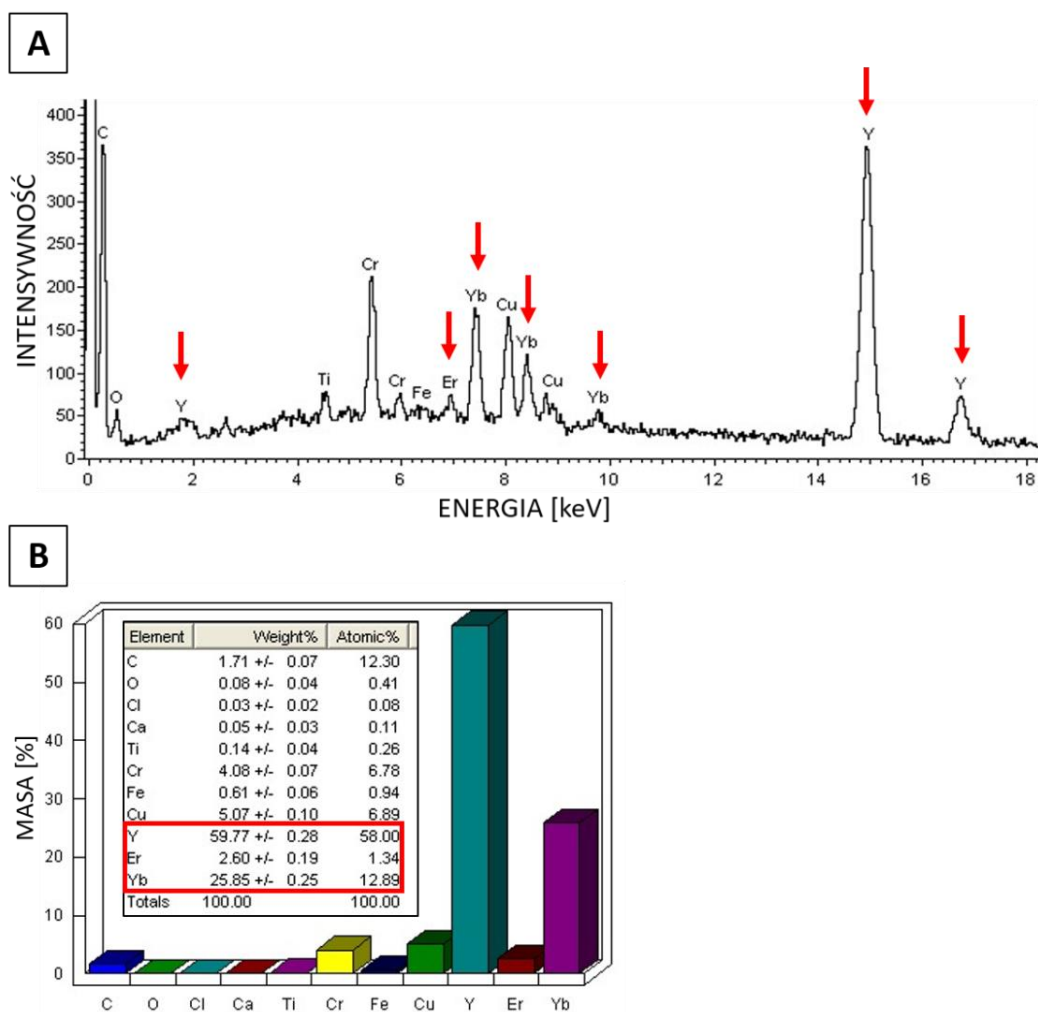 A
INTENSYWNOŚĆ
400
350
300
250
200
150
100
50
0
C
O
Y
Ti
Cr
Cr
Fe
Er
Yb
Cu
Yb
Cu
Yb
Y
Y
0 2 4 6 8 10 12 14 16 18
ENERGIA [keV]
B
MASA [%]
60
50
40
30
20
10
0
Element Weight% Atomic%
C 1.71 +/- 0.07 12.30
O 0.08 +/- 0.04 0.41
Cl 0.03 +/- 0.02 0.08
Ca 0.05 +/- 0.03 0.11
Ti 0.14 +/- 0.04 0.26
Cr 4.08 +/- 0.07 6.78
Fe 0.61 +/- 0.06 0.94
Cu 5.07 +/- 0.10 6.89
Y 59.77 +/- 0.28 58.00
Er 2.60 +/- 0.19 1.34
Yb 25.85 +/- 0.25 12.89
Totals 100.00 100.00
C O Cl Ca Ti Cr Fe Cu Y Er Yb